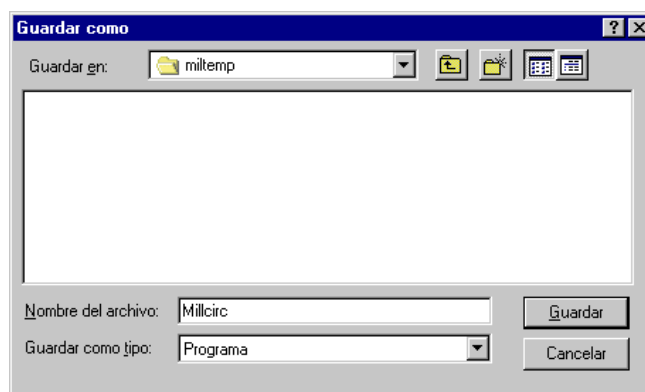 Guardar como
Guardar en: miltemp
Nombre del archivo: Millcirc Guardar
Guardar como tipo: Programa Cancelar